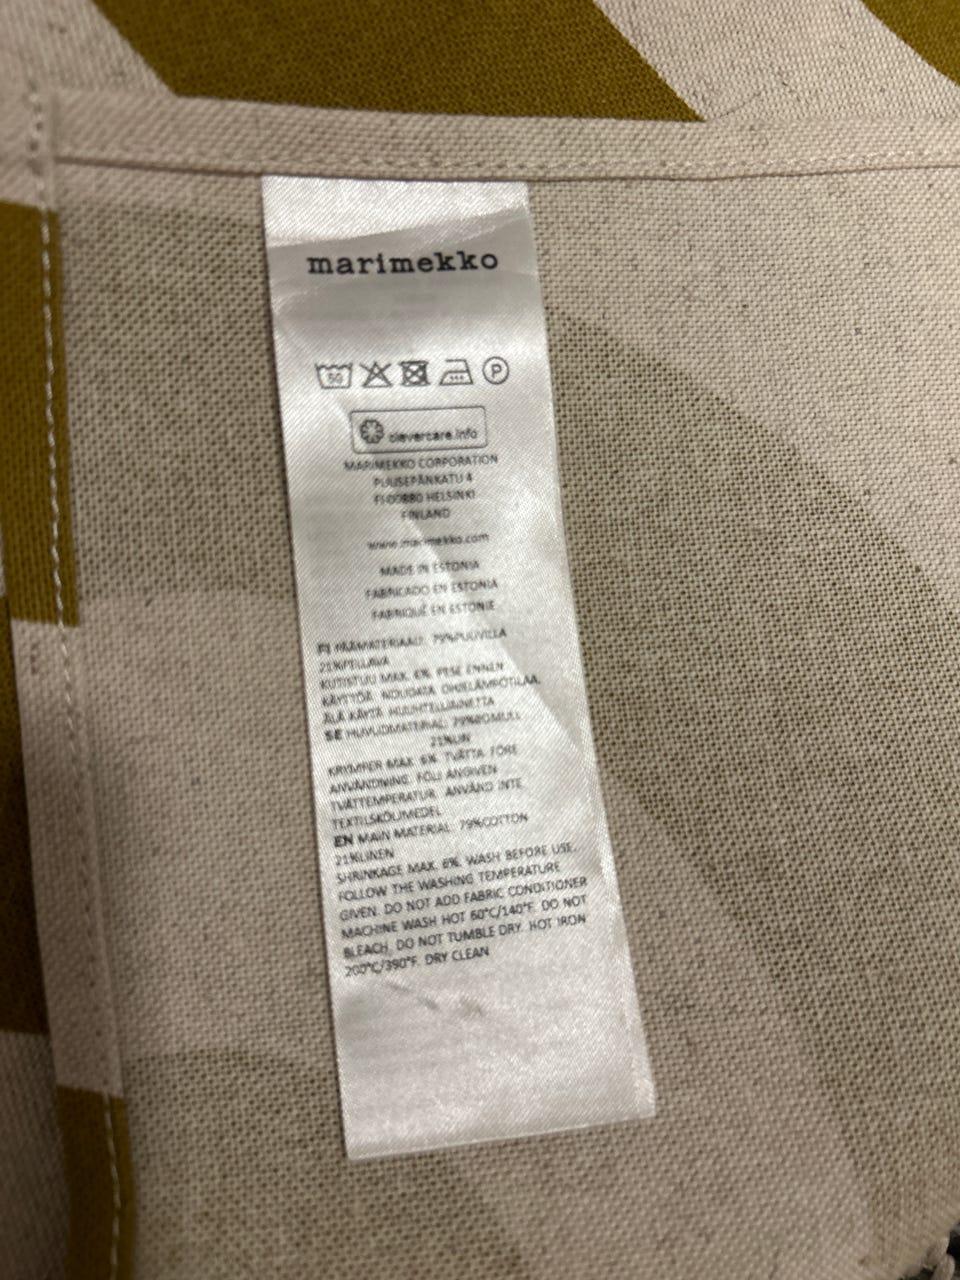 marimekko
60 P
clevercare.info
MARIMEKKO CORPORATION
PUUSEPÄNKATU 4
FI-00880 HELSINKI
FINLAND
www.marimekko.com
MADE IN ESTONIA
FABRICADO EN ESTONIA
FABRIQUÉ EN ESTONIE
FI PÄÄMATERIAALI: 79%PUUVILLA
21%PELLAVA
KUTISTUU MAX. 6% PESE ENNEN
KÄYTTÖÄ. NOUDATA OHJELÄMPÖTILAA.
ÄLÄ KÄYTÄ HUUHTELUAINETTA
SE HUVUDMATERIAL: 79%BOMULL
21%LIN
KRYMPER MAX. 6% TVÄTTA FÖRE
ANVÄNDNING. FÖLJ ANGIVEN
TVÄTTEMPERATUR. ANVÄND INTE
TEXTILSKÖLJMEDEL
EN MAIN MATERIAL: 79%COTTON
21%LINEN
SHRINKAGE MAX. 6%. WASH BEFORE USE.
FOLLOW THE WASHING TEMPERATURE
GIVEN. DO NOT ADD FABRIC CONDITIONER
MACHINE WASH HOT 60°C/140°F. DO NOT
BLEACH. DO NOT TUMBLE DRY. HOT IRON
200°C/390°F. DRY CLEAN